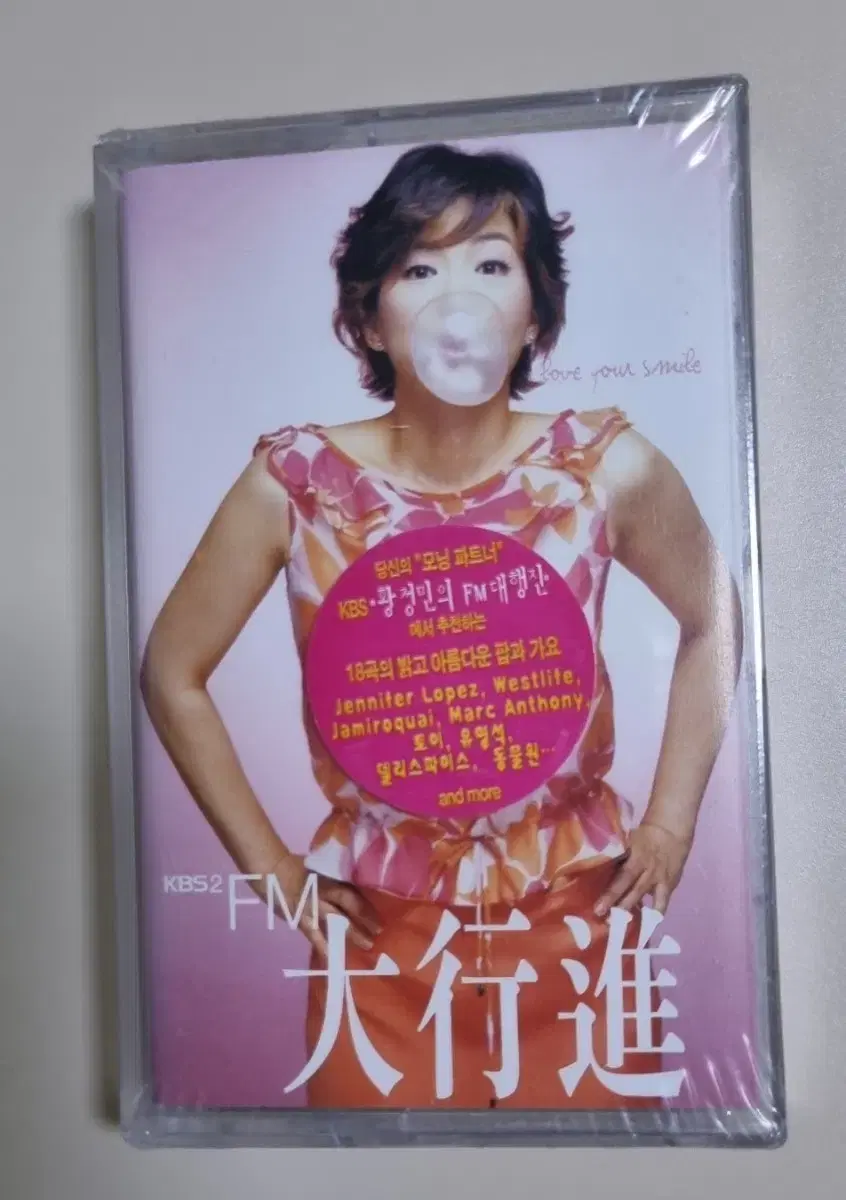 love your smile
당신의 "모닝 파트너"
KBS•황정민의 FM대행진•
에서 추천하는
18곡의 밝고 아름다운 팝과 가요
Jennifer Lopez, Westlife,
Jamiroquai, Marc Anthony,
토이, 유영석,
델리스파이스, 동물원…
and more
KBS2
FM
大行進